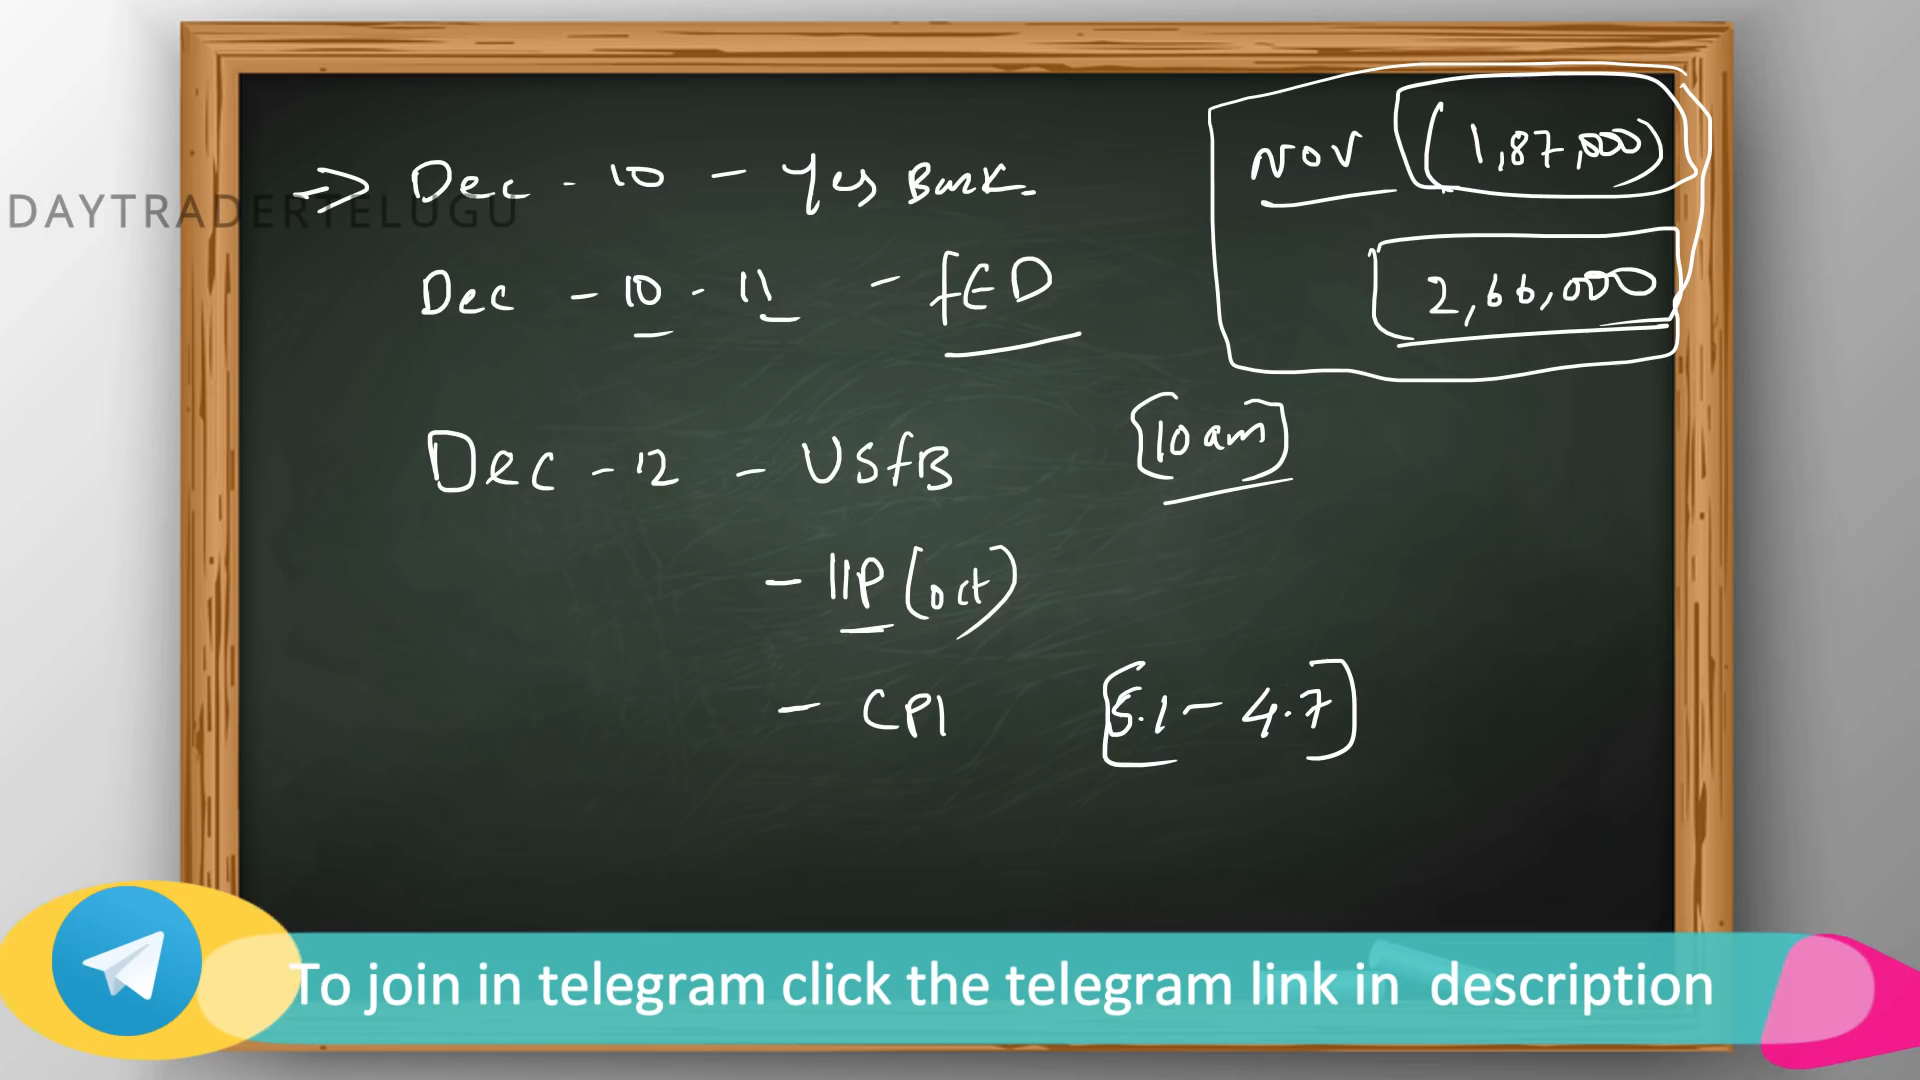 ⇒ Dec - 10 - Yes Bank.
DAYTRADERTELUGU
Dec - 10 - 11 - fED
NOV (1,87,000)
2,66,000
Dec - 12 - USFB [10 am]
- IIP (oct)
- CPI [5.1 - 4.7]
To join in telegram click the telegram link in description